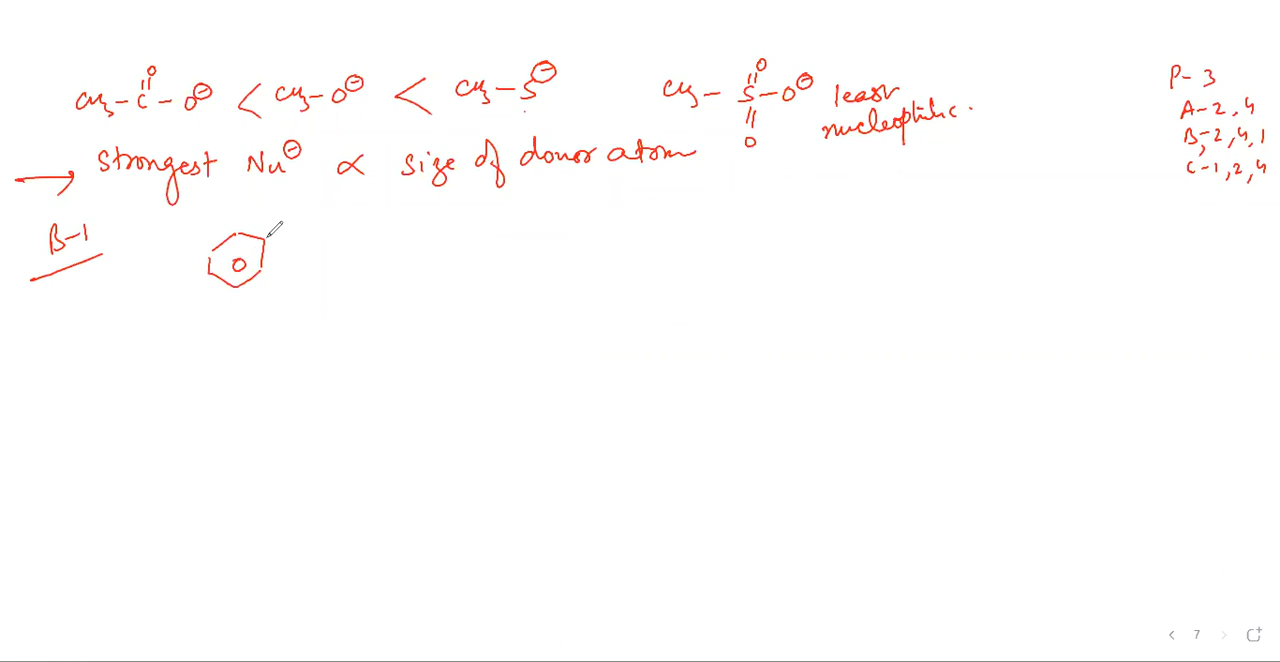 CH3-C(=O)-O⊖ < CH3-O⊖ < CH3-S⊖
CH3-S(=O)(=O)-O⊖ least nucleophilic.
→ Strongest Nu⊖ ∝ size of donor atom
P-3
A-2, 4
B-2, 4, 1
C-1, 2, 4
B-1
< 7 >